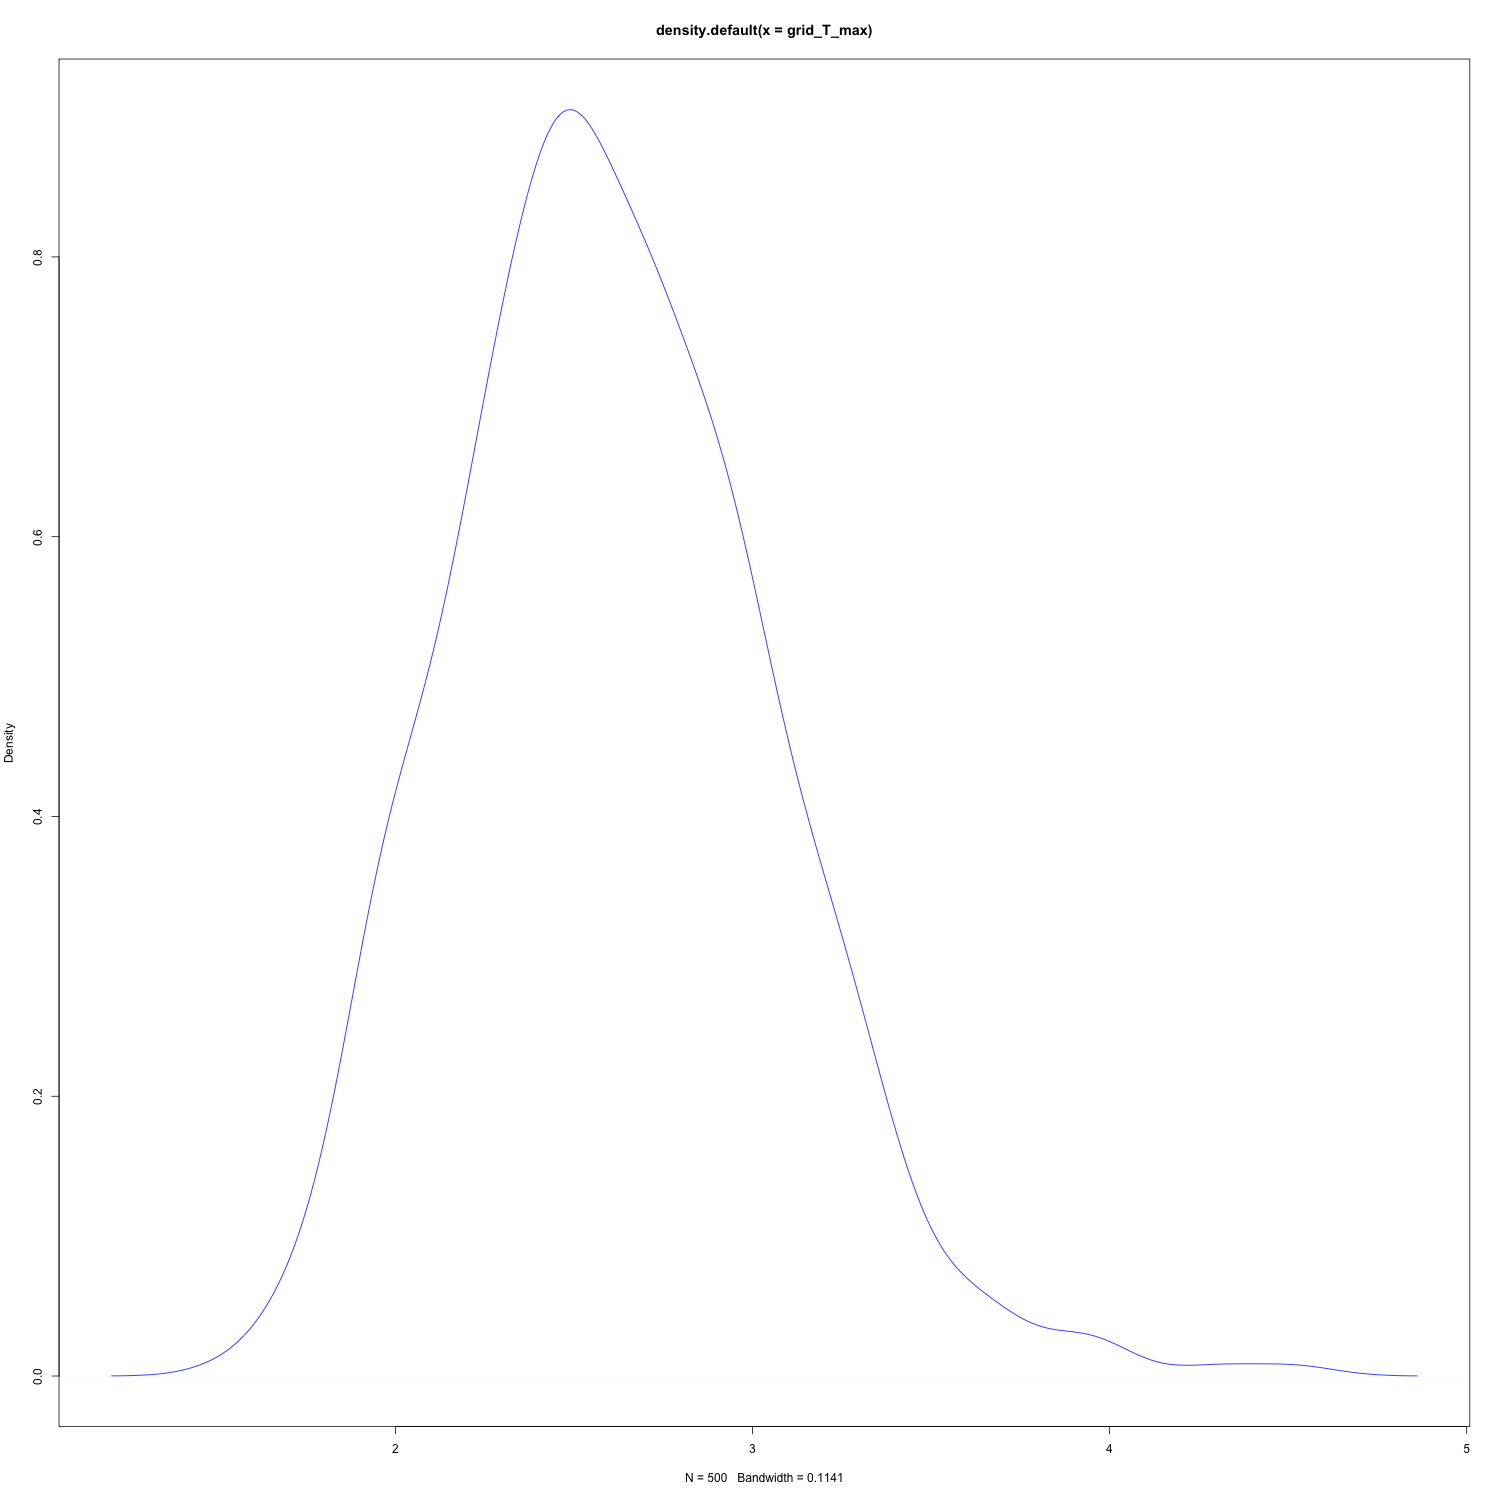 density.default(x = grid_T_max)
Density
0.8
0.6
0.4
0.2
0.0
2 3 4 5
N = 500 Bandwidth = 0.1141